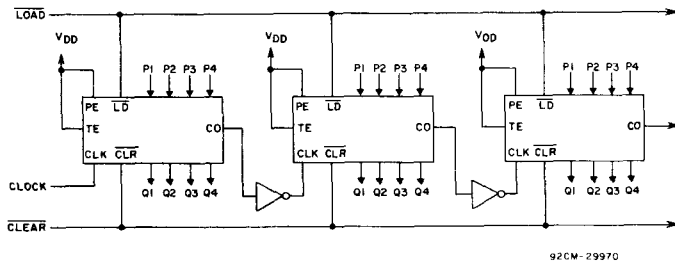 LOAD
VDD VDD VDD
P1 P2 P3 P4 P1 P2 P3 P4 P1 P2 P3 P4
PE LD PE LD PE LD
TE CO TE CO TE CO
CLK CLR CLK CLR CLK CLR
CLOCK Q1 Q2 Q3 Q4 Q1 Q2 Q3 Q4 Q1 Q2 Q3 Q4
CLEAR
92CM-29970